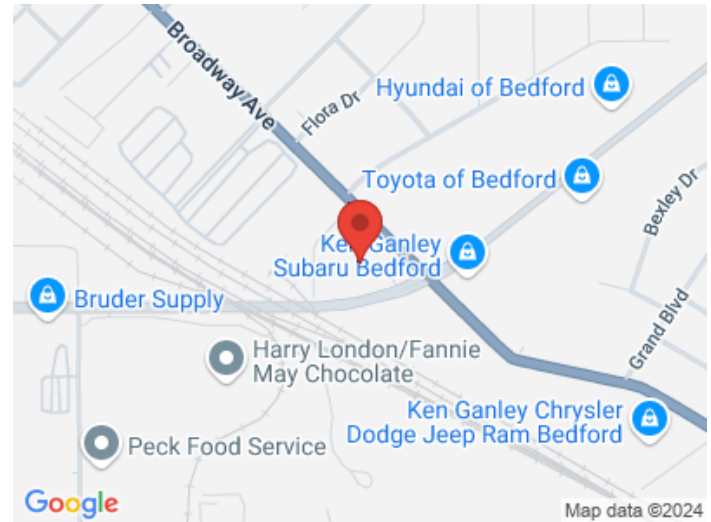 Broadway Ave
Flora Dr
Hyundai of Bedford
Toyota of Bedford
Bexley Dr
Ken Ganley
Subaru Bedford
Bruder Supply
Grand Blvd
Harry London/Fannie
May Chocolate
Ken Ganley Chrysler
Dodge Jeep Ram Bedford
Peck Food Service
Google
Map data ©2024